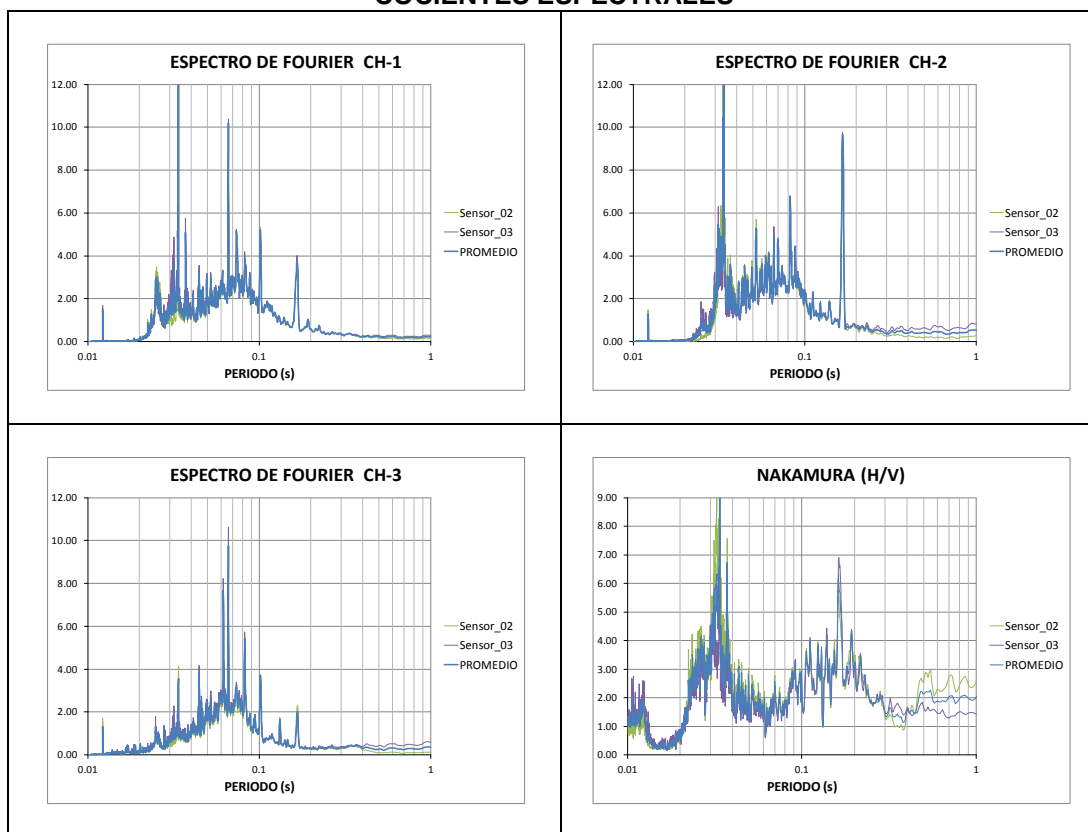 COCIENTES ESPECTRALES
ESPECTRO DE FOURIER CH-1
12.00
10.00
8.00
6.00
4.00
2.00
0.00
0.01
0.1
1
PERIODO (s)
Sensor_02
Sensor_03
PROMEDIO
ESPECTRO DE FOURIER CH-2
12.00
10.00
8.00
6.00
4.00
2.00
0.00
0.01
0.1
1
PERIODO (s)
Sensor_02
Sensor_03
PROMEDIO
ESPECTRO DE FOURIER CH-3
12.00
10.00
8.00
6.00
4.00
2.00
0.00
0.01
0.1
1
PERIODO (s)
Sensor_02
Sensor_03
PROMEDIO
NAKAMURA (H/V)
9.00
8.00
7.00
6.00
5.00
4.00
3.00
2.00
1.00
0.00
0.01
0.1
1
PERIODO (s)
Sensor_02
Sensor_03
PROMEDIO